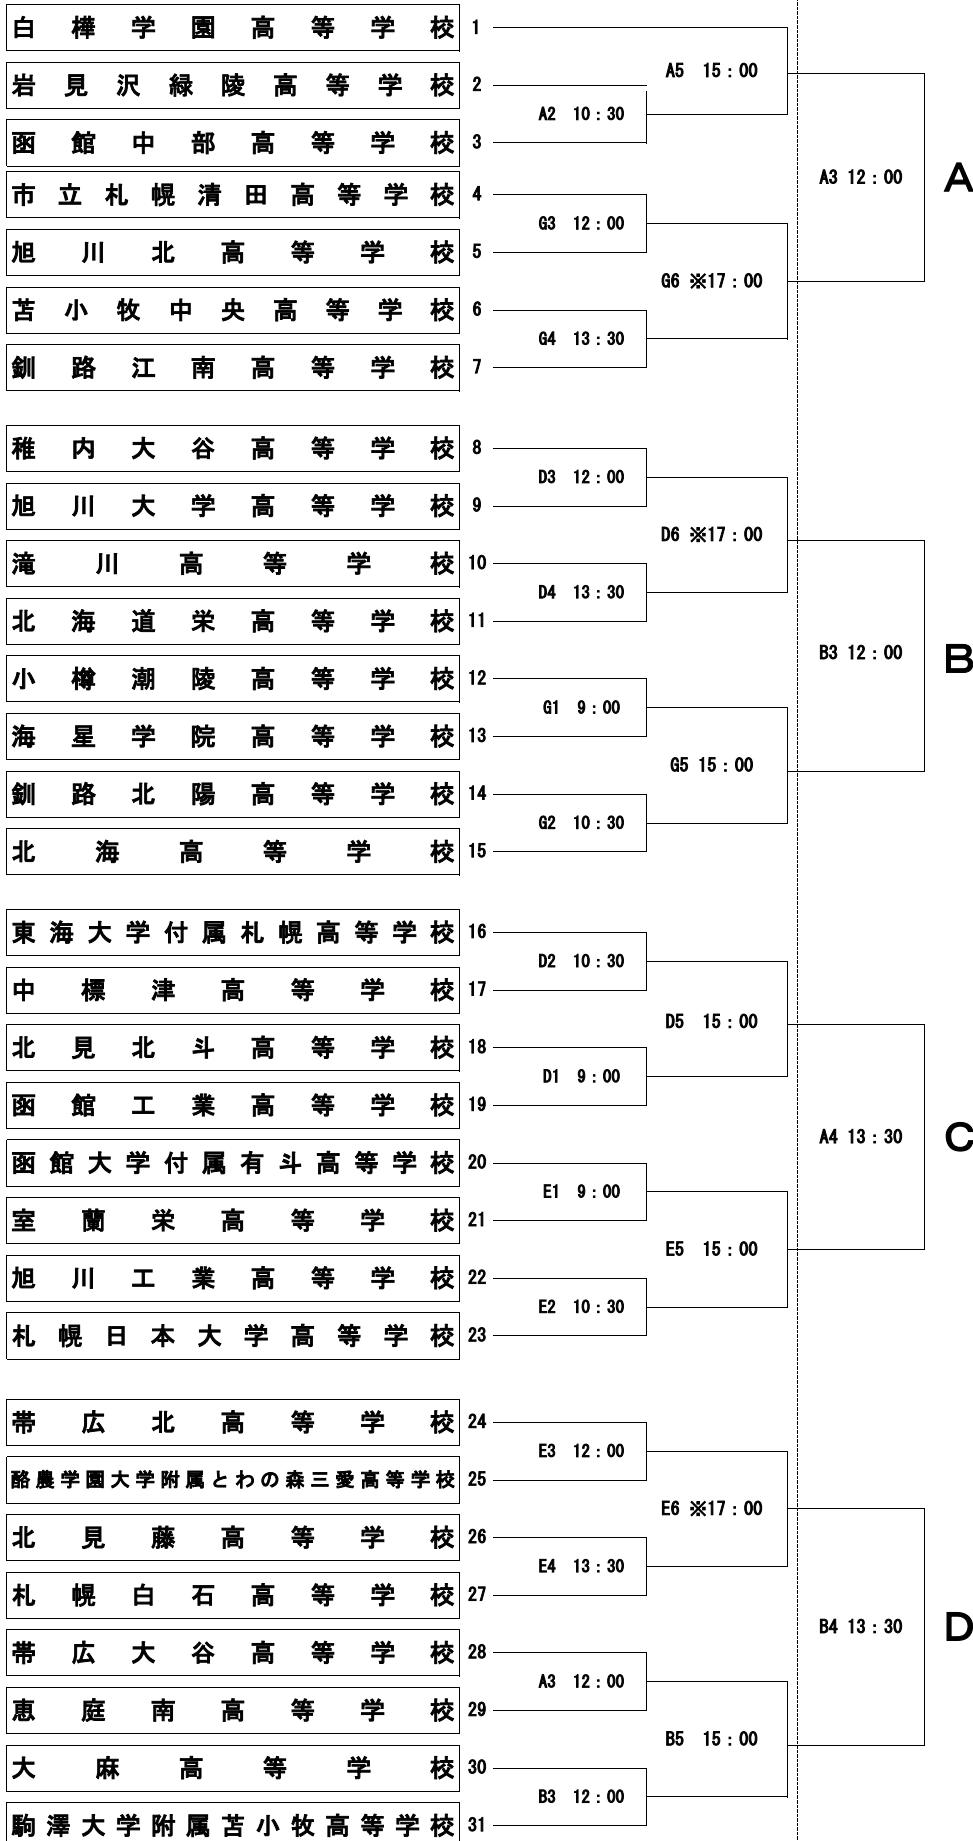 白樺学園高等学校 1
A5 15：00
岩見沢緑陵高等学校 2
A2 10：30
函館中部高等学校 3
A3 12：00
A
市立札幌清田高等学校 4
G3 12：00
旭川北高等学校 5
G6 ※17：00
苫小牧中央高等学校 6
G4 13：30
釧路江南高等学校 7
稚内大谷高等学校 8
D3 12：00
旭川大学高等学校 9
D6 ※17：00
滝川高等学校 10
D4 13：30
北海道栄高等学校 11
B3 12：00
B
小樽潮陵高等学校 12
G1 9：00
海星学院高等学校 13
G5 15：00
釧路北陽高等学校 14
G2 10：30
北海高等学校 15
東海大学付属札幌高等学校 16
D2 10：30
中標津高等学校 17
D5 15：00
北見北斗高等学校 18
D1 9：00
函館工業高等学校 19
A4 13：30
C
函館大学付属有斗高等学校 20
E1 9：00
室蘭栄高等学校 21
E5 15：00
旭川工業高等学校 22
E2 10：30
札幌日本大学高等学校 23
帯広北高等学校 24
E3 12：00
酪農学園大学附属とわの森三愛高等学校 25
E6 ※17：00
北見藤高等学校 26
E4 13：30
札幌白石高等学校 27
B4 13：30
D
帯広大谷高等学校 28
A3 12：00
恵庭南高等学校 29
B5 15：00
大麻高等学校 30
B3 12：00
駒澤大学附属苫小牧高等学校 31